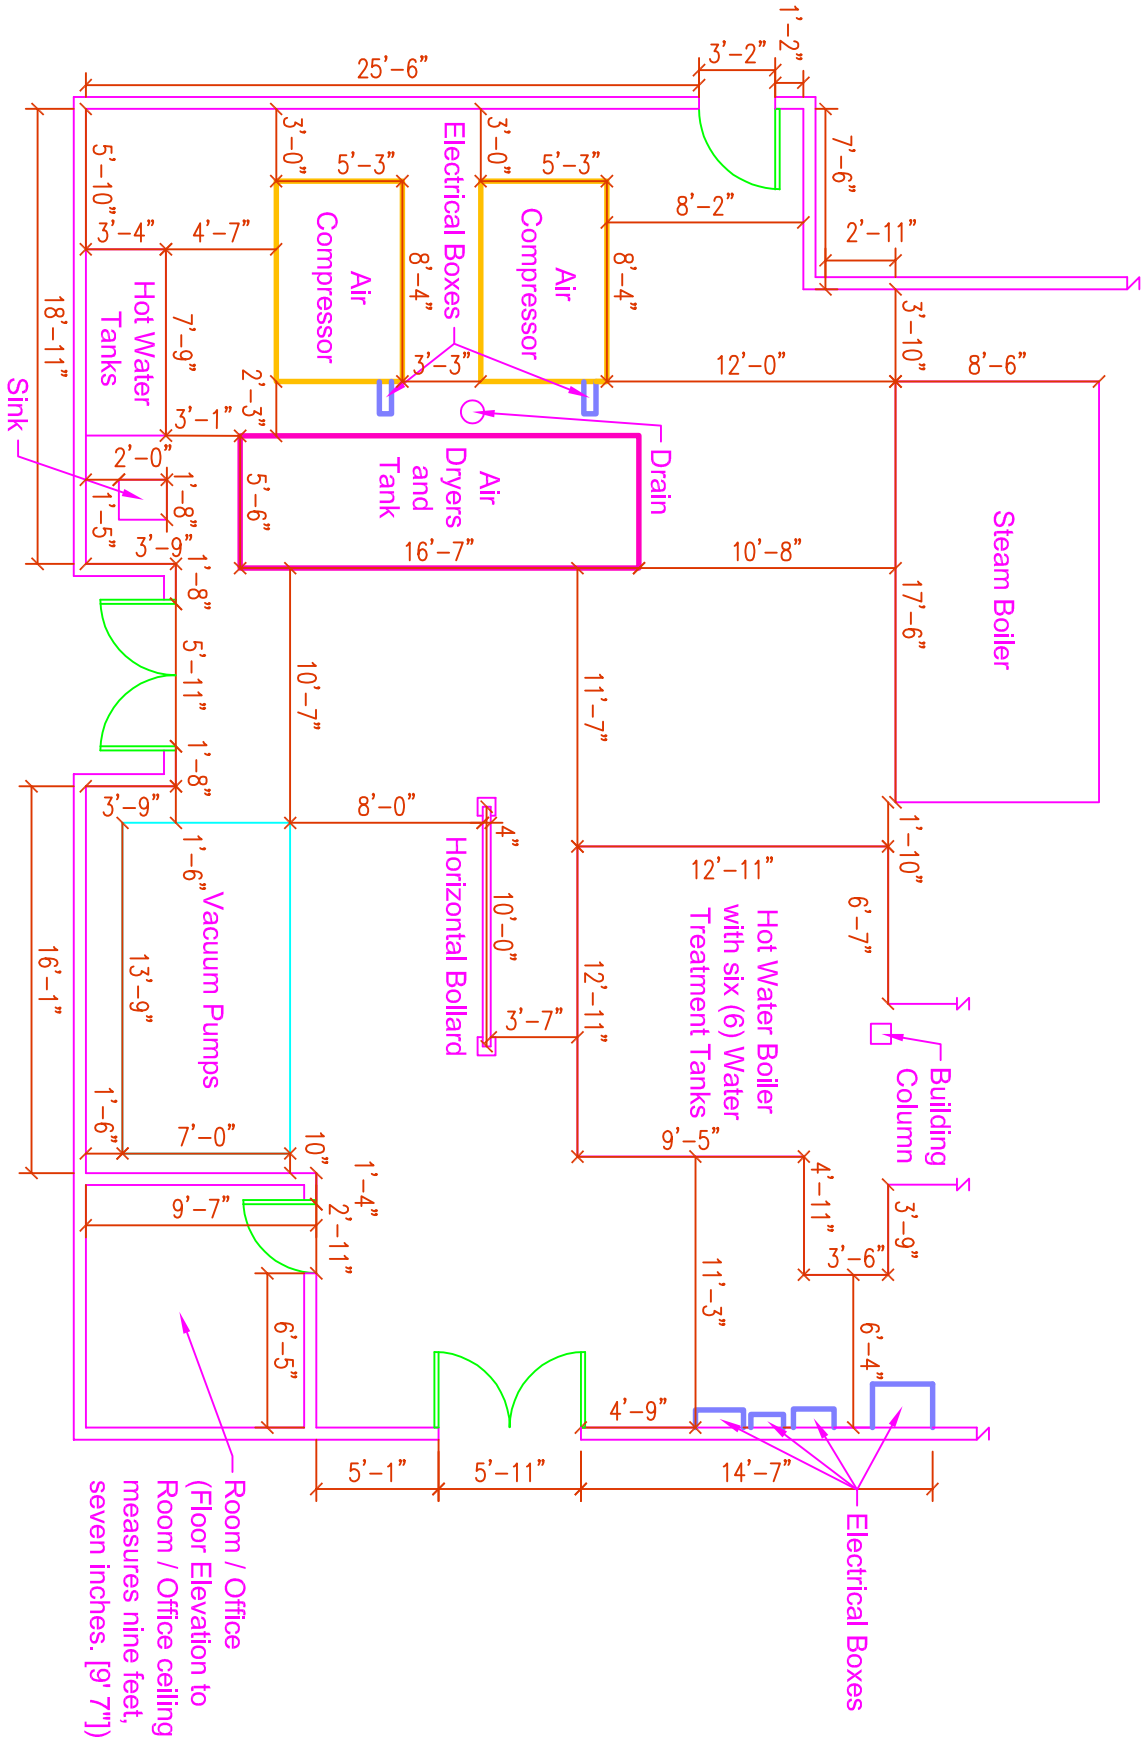 1'-2"
3'-2"
25'-6"
7'-6"
2'-11"
3'-0"
5'-3"
Electrical Boxes
3'-0"
5'-3"
8'-2"
5'-10"
3'-4"
4'-7"
Air
Compressor
8'-4"
Air
Compressor
8'-4"
3'-10"
18'-11"
Hot Water
Tanks
7'-9"
2'-3"
3'-3"
12'-0"
8'-6"
Sink
3'-1"
2'-0"
1'-8"
1'-5"
5'-6"
Air
Dryers
and
Tank
Drain
Steam Boiler
3'-9"
1'-8"
16'-7"
10'-8"
17'-6"
5'-11"
10'-7"
11'-7"
1'-8"
3'-9"
1'-6"
8'-0"
4"
Horizontal Bollard
10'-0"
12'-11"
1'-10"
6'-7"
16'-1"
13'-9"
Vacuum Pumps
3'-7"
12'-11"
Hot Water Boiler
with six (6) Water
Treatment Tanks
Building
Column
1'-6"
7'-0"
10"
1'-4"
9'-5"
4'-11"
3'-9"
9'-7"
2'-11"
3'-6"
11'-3"
6'-5"
6'-4"
4'-9"
5'-1"
5'-11"
14'-7"
Room / Office
(Floor Elevation to
Room / Office ceiling
measures nine feet,
seven inches. [9' 7"])
Electrical Boxes